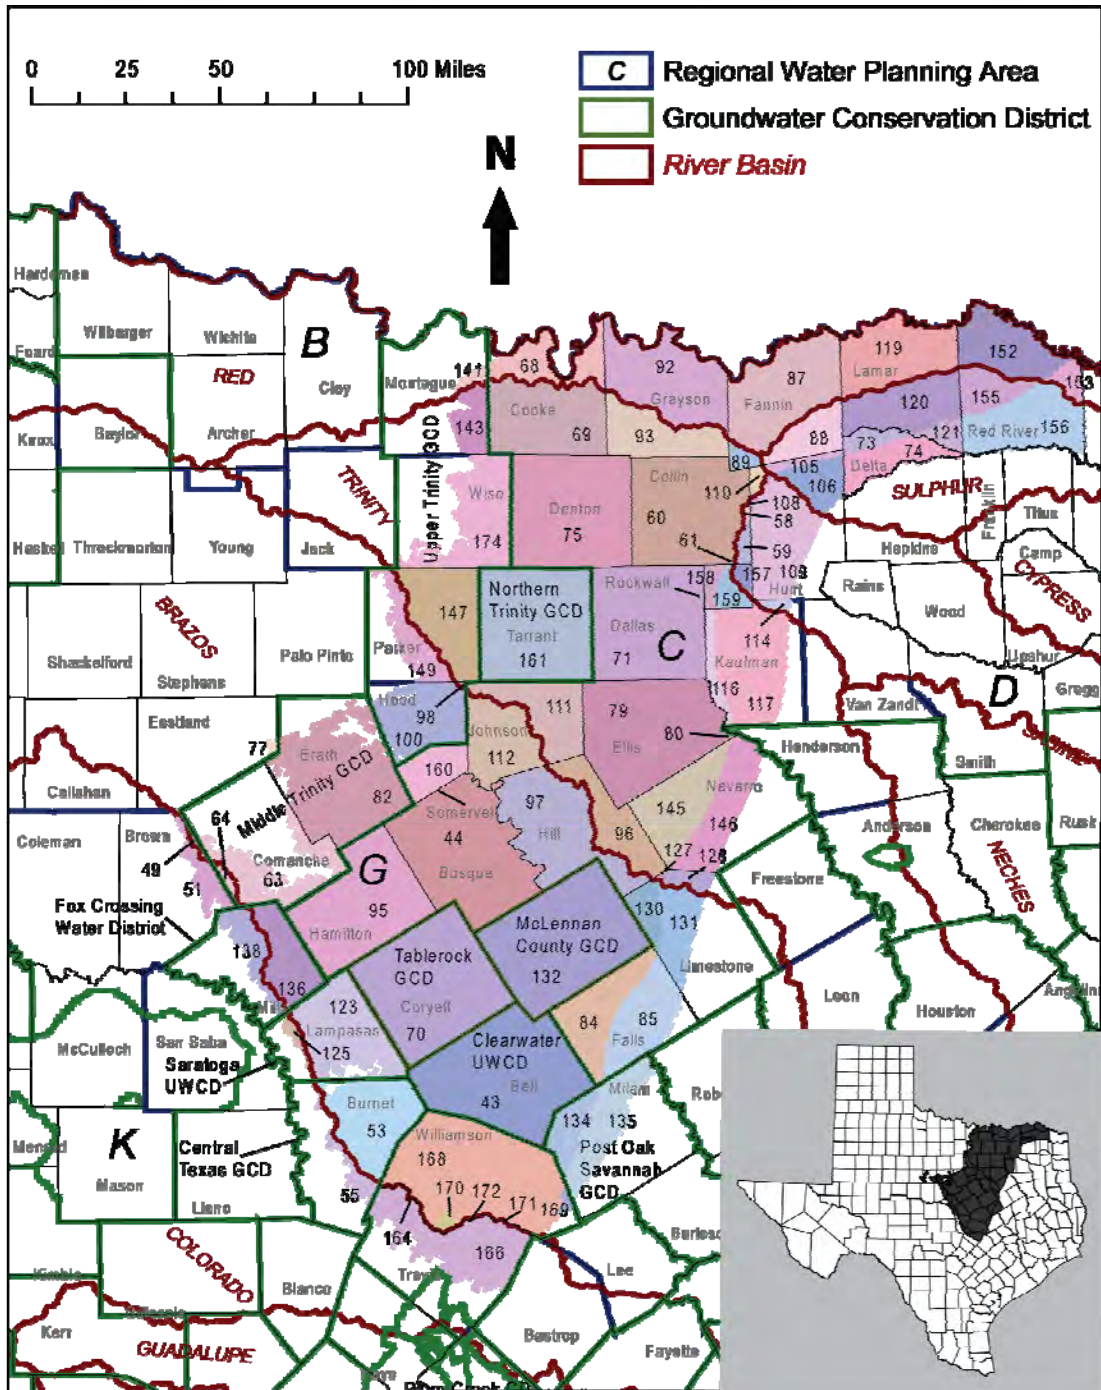 0 25 50 100 Miles
C Regional Water Planning Area
Groundwater Conservation District
River Basin
N
Hardeman
Wilbarger
Wichita
B
Foard
RED
Clay
Montague
141
68
92
87
119
Lamar
152
153
Cooke
Grayson
Fannin
155
120
Knox
Baylor
Archer
143
69
93
88
73
121
Red River
156
74
Delta
89
105
Collin
110
106
SULPHUR
Franklin
Titus
TRINITY
Upper Trinity GCD
Wise
Denton
75
60
108
58
Haskell
Throckmorton
Young
Jack
174
61
59
Hopkins
Camp
CYPRESS
Rockwall
158
157
Hunt
Rains
Wood
Northern
Trinity GCD
Tarrant
161
147
159
BRAZOS
Dallas
71
C
114
Kaufman
Upshur
Shackelford
Stephens
Palo Pinto
Parker
149
116
117
D
Gregg
Van Zandt
Hood
98
100
111
79
80
Ellis
Henderson
Smith
SABINE
Eastland
77
Erath
Johnson
112
Callahan
Middle Trinity GCD
82
160
Somervell
97
Hill
Navarro
145
146
64
Coleman
Brown
49
Comanche
63
44
Bosque
96
Anderson
Cherokee
Rusk
51
G
127
128
NECHES
Fox Crossing
Water District
95
Hamilton
130
131
Freestone
McLennan
County GCD
132
138
Tablerock
GCD
Coryell
70
Limestone
136
123
Leon
Houston
Lampasas
125
84
85
Falls
McCulloch
San Saba
Saratoga
UWCD
Clearwater
UWCD
Bell
43
Milam
Burnet
53
134
135
Menard
K
Mason
Central
Texas GCD
Williamson
168
Post Oak
Savannah
GCD
Llano
55
170
172
171
169
164
166
COLORADO
Travis
Lee
Kimble
Blanco
Gillespie
Kerr
GUADALUPE
Bastrop
Fayette